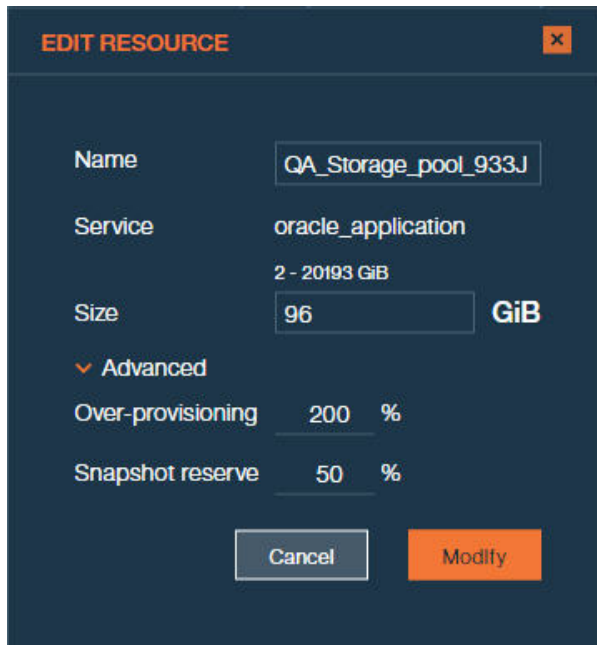 EDIT RESOURCE
Name QA_Storage_pool_933J
Service oracle_application
2 - 20193 GiB
Size 96 GiB
Advanced
Over-provisioning 200 %
Snapshot reserve 50 %
Cancel Modify